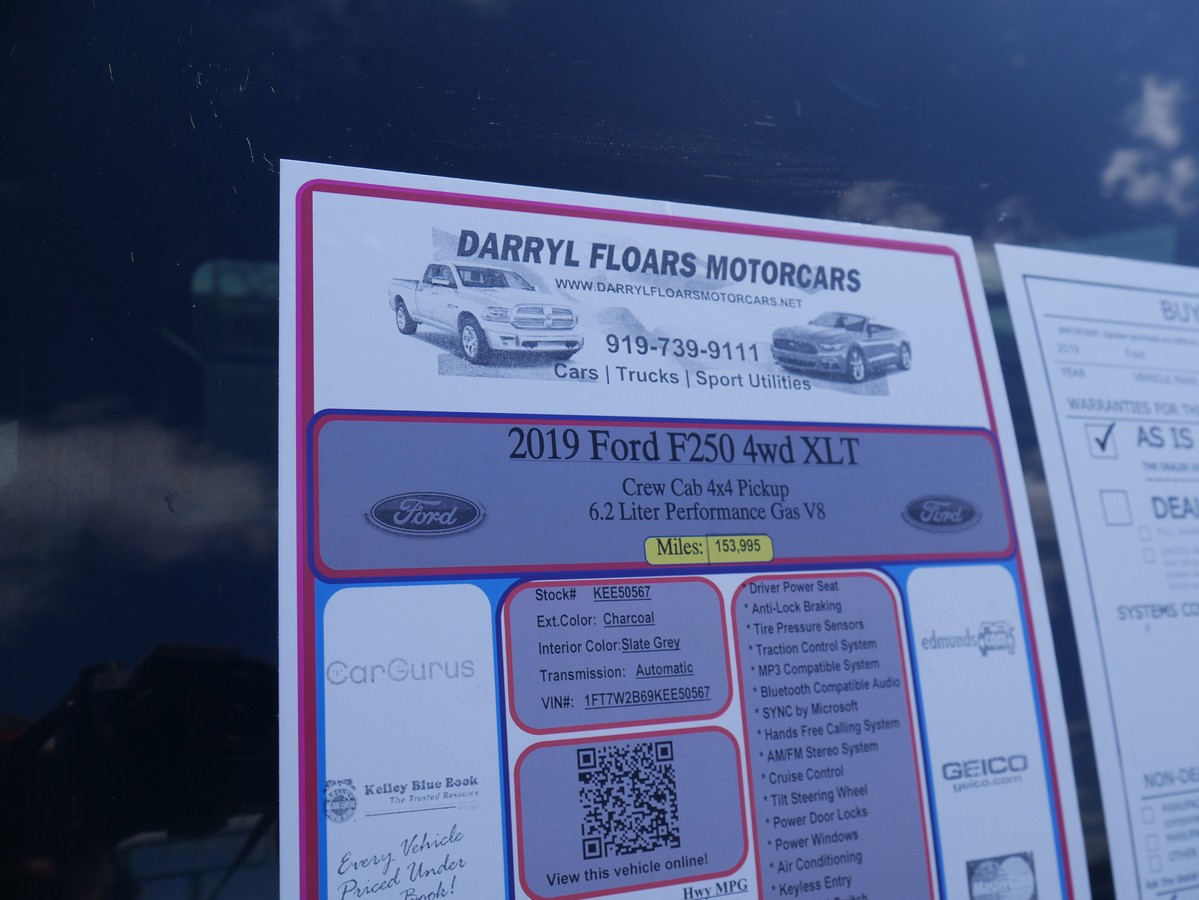 DARRYL FLOARS MOTORCARS
WWW.DARRYLFLOARSMOTORCARS.NET
919-739-9111
Cars | Trucks | Sport Utilities
2019 Ford F250 4wd XLT
Crew Cab 4x4 Pickup
6.2 Liter Performance Gas V8
Ford
Ford
Miles: 153,995
CarGurus
Kelley Blue Book
The Trusted Resource
Every Vehicle
Priced Under
Book!
Stock# KEE50567
Ext.Color: Charcoal
Interior Color: Slate Grey
Transmission: Automatic
VIN#: 1FT7W2B69KEE50567
View this vehicle online!
Hwy MPG
* Driver Power Seat
* Anti-Lock Braking
* Tire Pressure Sensors
* Traction Control System
* MP3 Compatible System
* Bluetooth Compatible Audio
* SYNC by Microsoft
* Hands Free Calling System
* AM/FM Stereo System
* Cruise Control
* Tilt Steering Wheel
* Power Door Locks
* Power Windows
* Air Conditioning
* Keyless Entry
edmunds.com
GEICO
geico.com
BUY
2019 Ford
YEAR
WARRANTIES FOR TH
AS IS
DEA
SYSTEMS CO
NON-DE